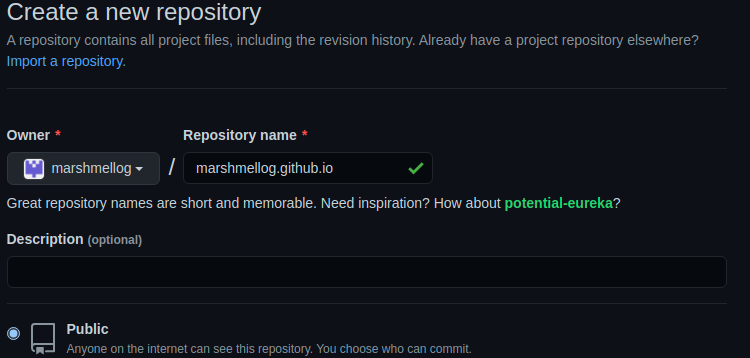 Create a new repository
A repository contains all project files, including the revision history. Already have a project repository elsewhere?
Import a repository.
Owner *
Repository name *
marshmellog
/
marshmellog.github.io
Great repository names are short and memorable. Need inspiration? How about potential-eureka?
Description (optional)
Public
Anyone on the internet can see this repository. You choose who can commit.